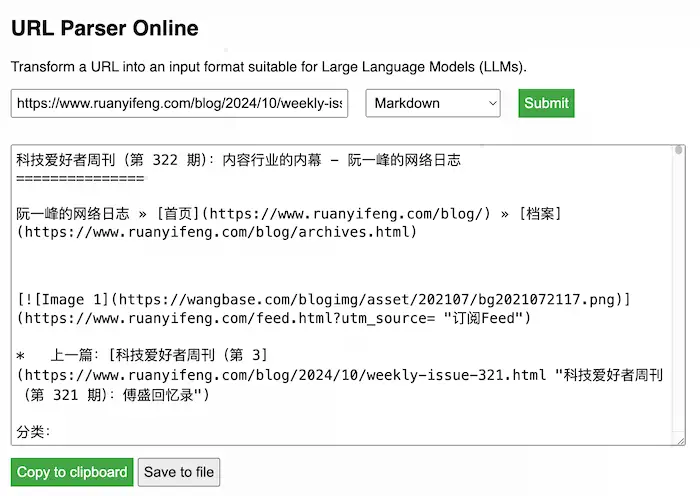 URL Parser Online
Transform a URL into an input format suitable for Large Language Models (LLMs).
https://www.ruanyifeng.com/blog/2024/10/weekly-iss
Markdown
Submit
科技爱好者周刊（第 322 期）：内容行业的内幕 - 阮一峰的网络日志
===============
阮一峰的网络日志 » [首页](https://www.ruanyifeng.com/blog/) » [档案]
(https://www.ruanyifeng.com/blog/archives.html)
[![Image 1](https://wangbase.com/blogimg/asset/202107/bg2021072117.png)]
(https://www.ruanyifeng.com/feed.html?utm_source= "订阅Feed")
*   上一篇：[科技爱好者周刊（第 3]
(https://www.ruanyifeng.com/blog/2024/10/weekly-issue-321.html "科技爱好者周刊
（第 321 期）：傅盛回忆录")
分类：
Copy to clipboard
Save to file